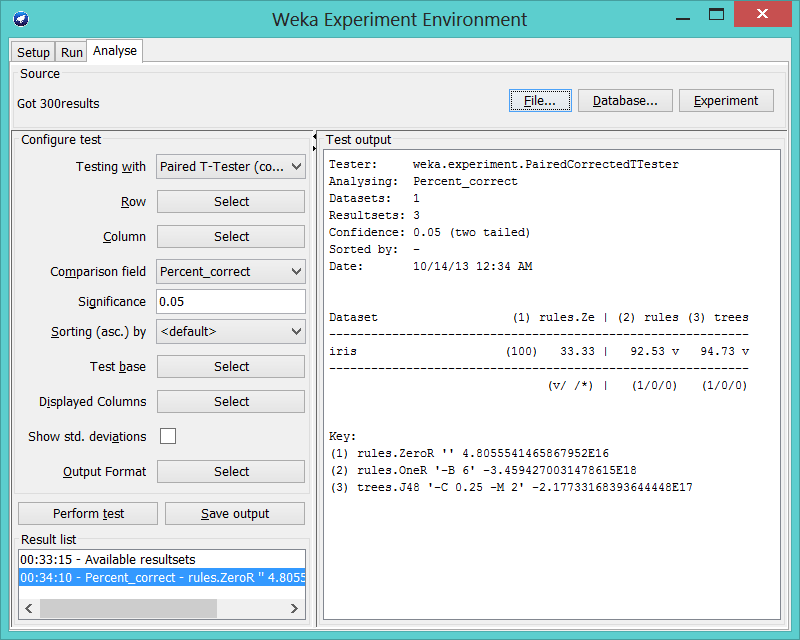 Weka Experiment Environment
Setup Run Analyse
Source
Got 300results
File... Database... Experiment
Configure test
Testing with Paired T-Tester (co...
Row Select
Column Select
Comparison field Percent_correct
Significance 0.05
Sorting (asc.) by <default>
Test base Select
Displayed Columns Select
Show std. deviations
Output Format Select
Perform test Save output
Result list
00:33:15 - Available resultsets
00:34:10 - Percent_correct - rules.ZeroR '' 4.8055
Test output
Tester: weka.experiment.PairedCorrectedTTester
Analysing: Percent_correct
Datasets: 1
Resultsets: 3
Confidence: 0.05 (two tailed)
Sorted by: -
Date: 10/14/13 12:34 AM
Dataset (1) rules.Ze | (2) rules (3) trees
------------------------------------------------------------
iris (100) 33.33 | 92.53 v 94.73 v
------------------------------------------------------------
(v/ /*) | (1/0/0) (1/0/0)
Key:
(1) rules.ZeroR '' 4.8055541465867952E16
(2) rules.OneR '-B 6' -3.4594270031478615E18
(3) trees.J48 '-C 0.25 -M 2' -2.17733168393644448E17